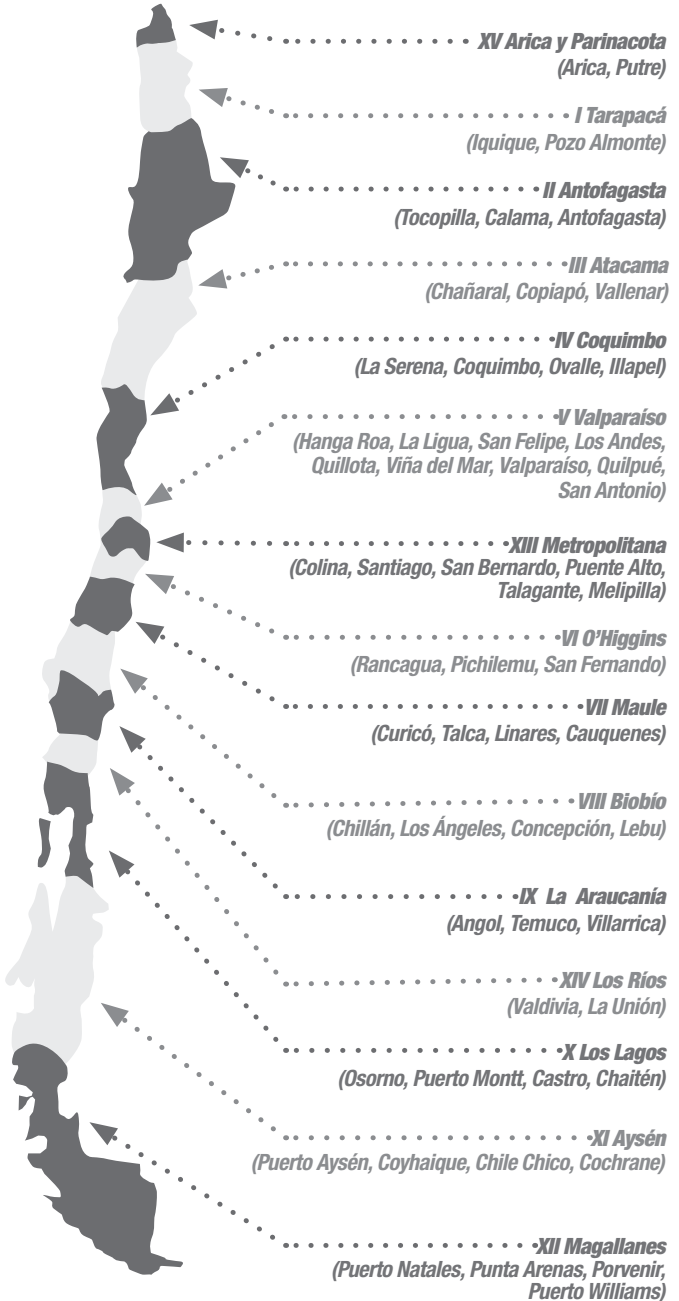 XV Arica y Parinacota
(Arica, Putre)
I Tarapacá
(Iquique, Pozo Almonte)
II Antofagasta
(Tocopilla, Calama, Antofagasta)
III Atacama
(Chañaral, Copiapó, Vallenar)
IV Coquimbo
(La Serena, Coquimbo, Ovalle, Illapel)
V Valparaíso
(Hanga Roa, La Ligua, San Felipe, Los Andes,
Quillota, Viña del Mar, Valparaíso, Quilpué,
San Antonio)
XIII Metropolitana
(Colina, Santiago, San Bernardo, Puente Alto,
Talagante, Melipilla)
VI O’Higgins
(Rancagua, Pichilemu, San Fernando)
VII Maule
(Curicó, Talca, Linares, Cauquenes)
VIII Biobío
(Chillán, Los Ángeles, Concepción, Lebu)
IX La Araucanía
(Angol, Temuco, Villarrica)
XIV Los Ríos
(Valdivia, La Unión)
X Los Lagos
(Osorno, Puerto Montt, Castro, Chaitén)
XI Aysén
(Puerto Aysén, Coyhaique, Chile Chico, Cochrane)
XII Magallanes
(Puerto Natales, Punta Arenas, Porvenir,
Puerto Williams)